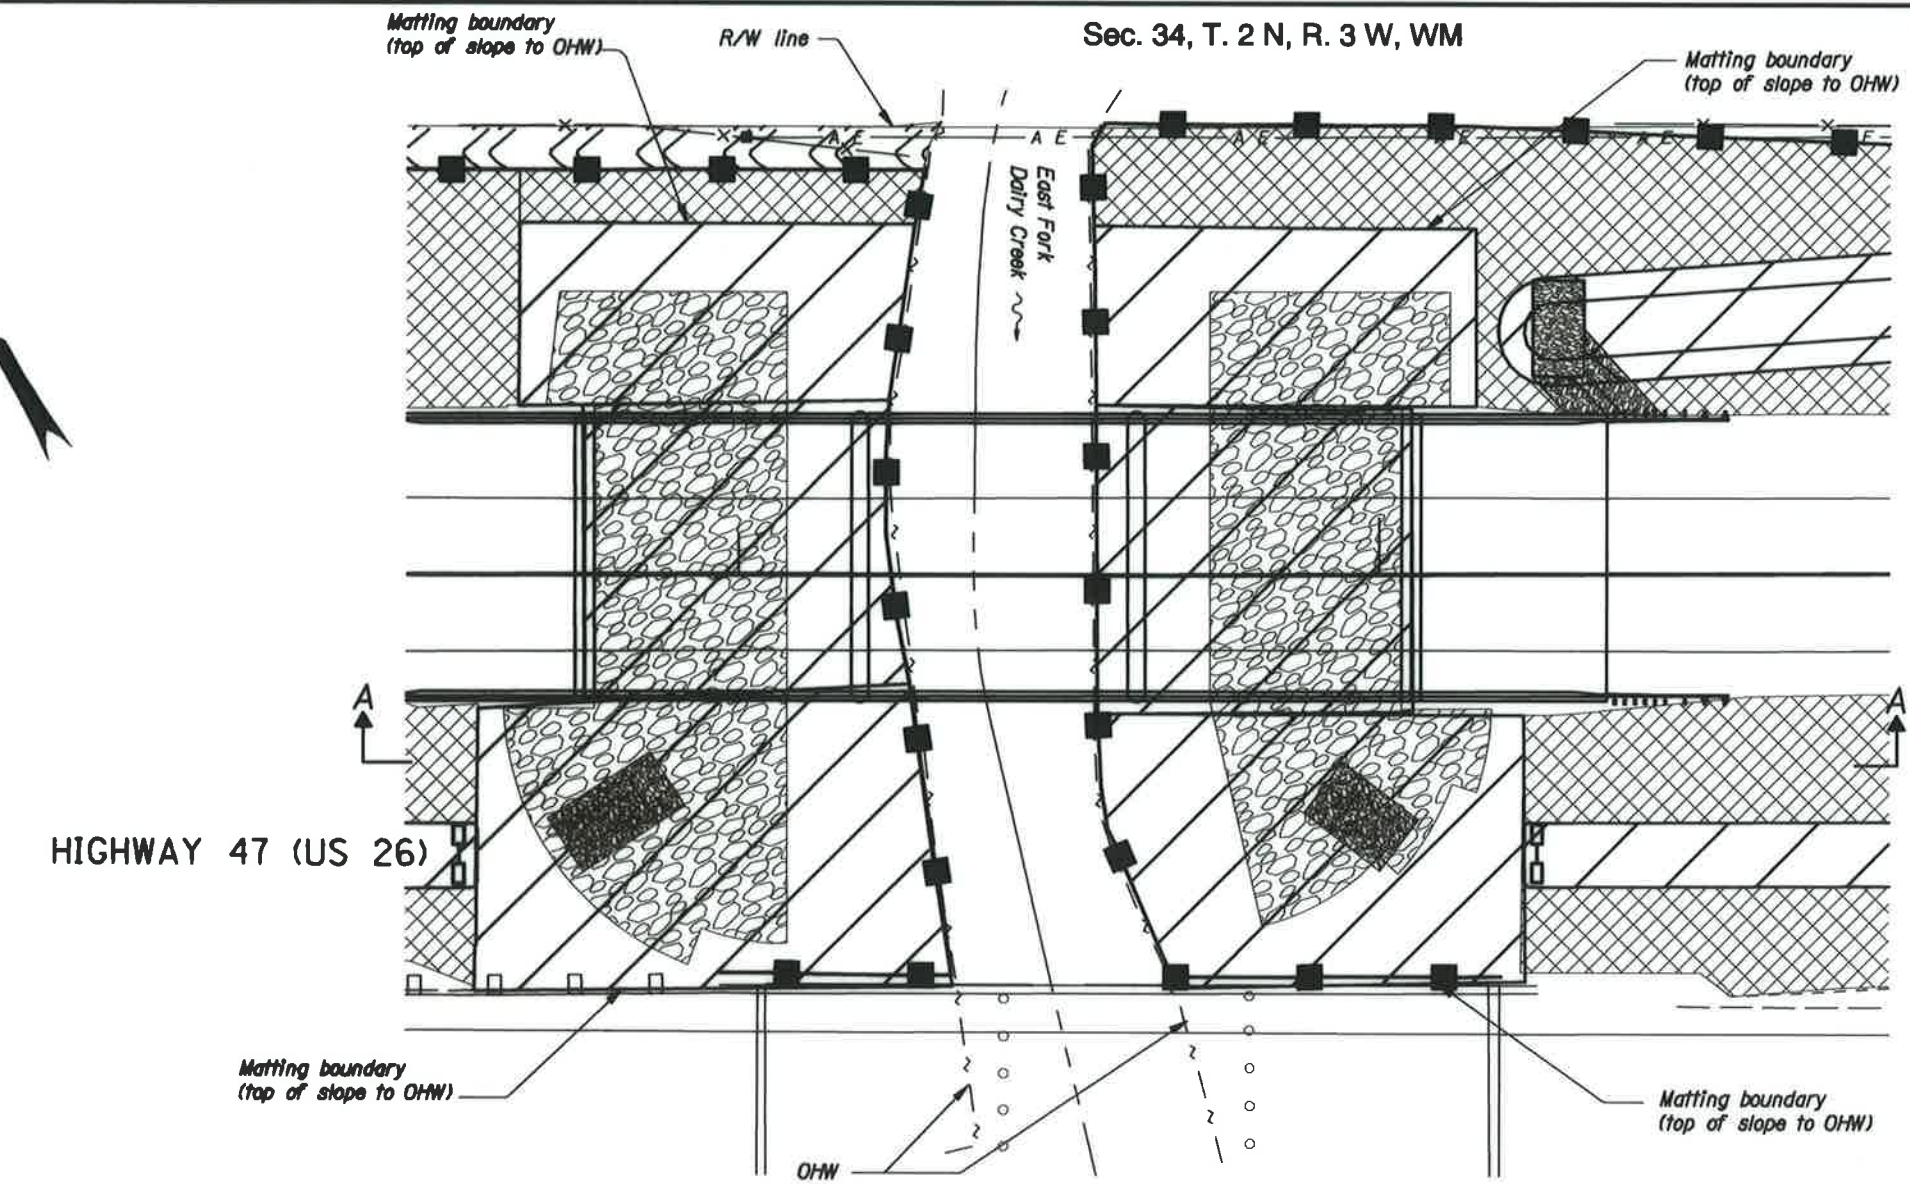 Matting boundary
(top of slope to OHW)
R/W line
Sec. 34, T. 2 N, R. 3 W, WM
Matting boundary
(top of slope to OHW)
A E
A E
A E
E
A E
E
East Fork
Dairy Creek
A
A
HIGHWAY 47 (US 26)
Matting boundary
(top of slope to OHW)
Matting boundary
(top of slope to OHW)
OHW